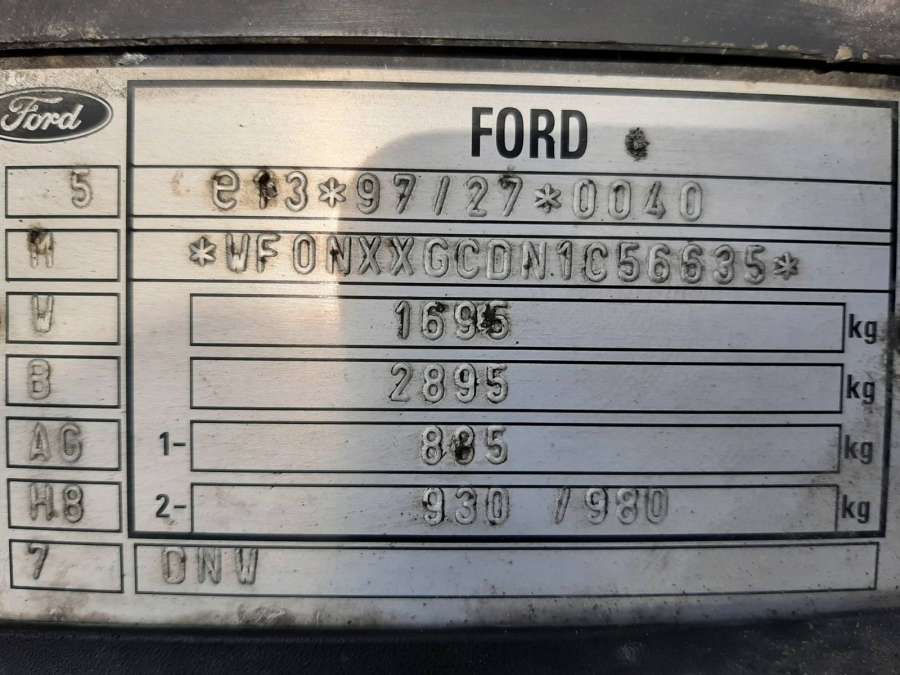 Ford
FORD
5 e13*97/27*0040
M *WF0NXXGCDN1C56635*
U 1695 kg
B 2895 kg
AG 1- 885 kg
H8 2- 930 /980 kg
7 DNW